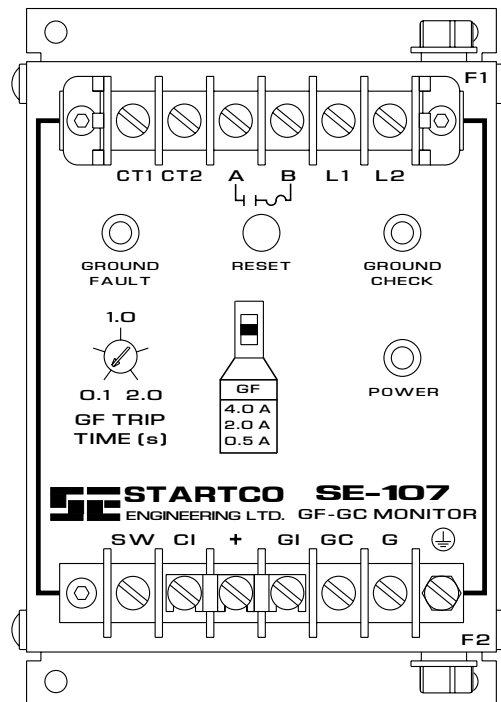 F1
CT1 CT2 A B L1 L2
GROUND FAULT
RESET
GROUND CHECK
1.0
0.1 2.0
GF TRIP
TIME (s)
GF
4.0 A
2.0 A
0.5 A
POWER
SE STARTCO
ENGINEERING LTD.
SE-107
GF-GC MONITOR
SW CI + GI GC G
F2